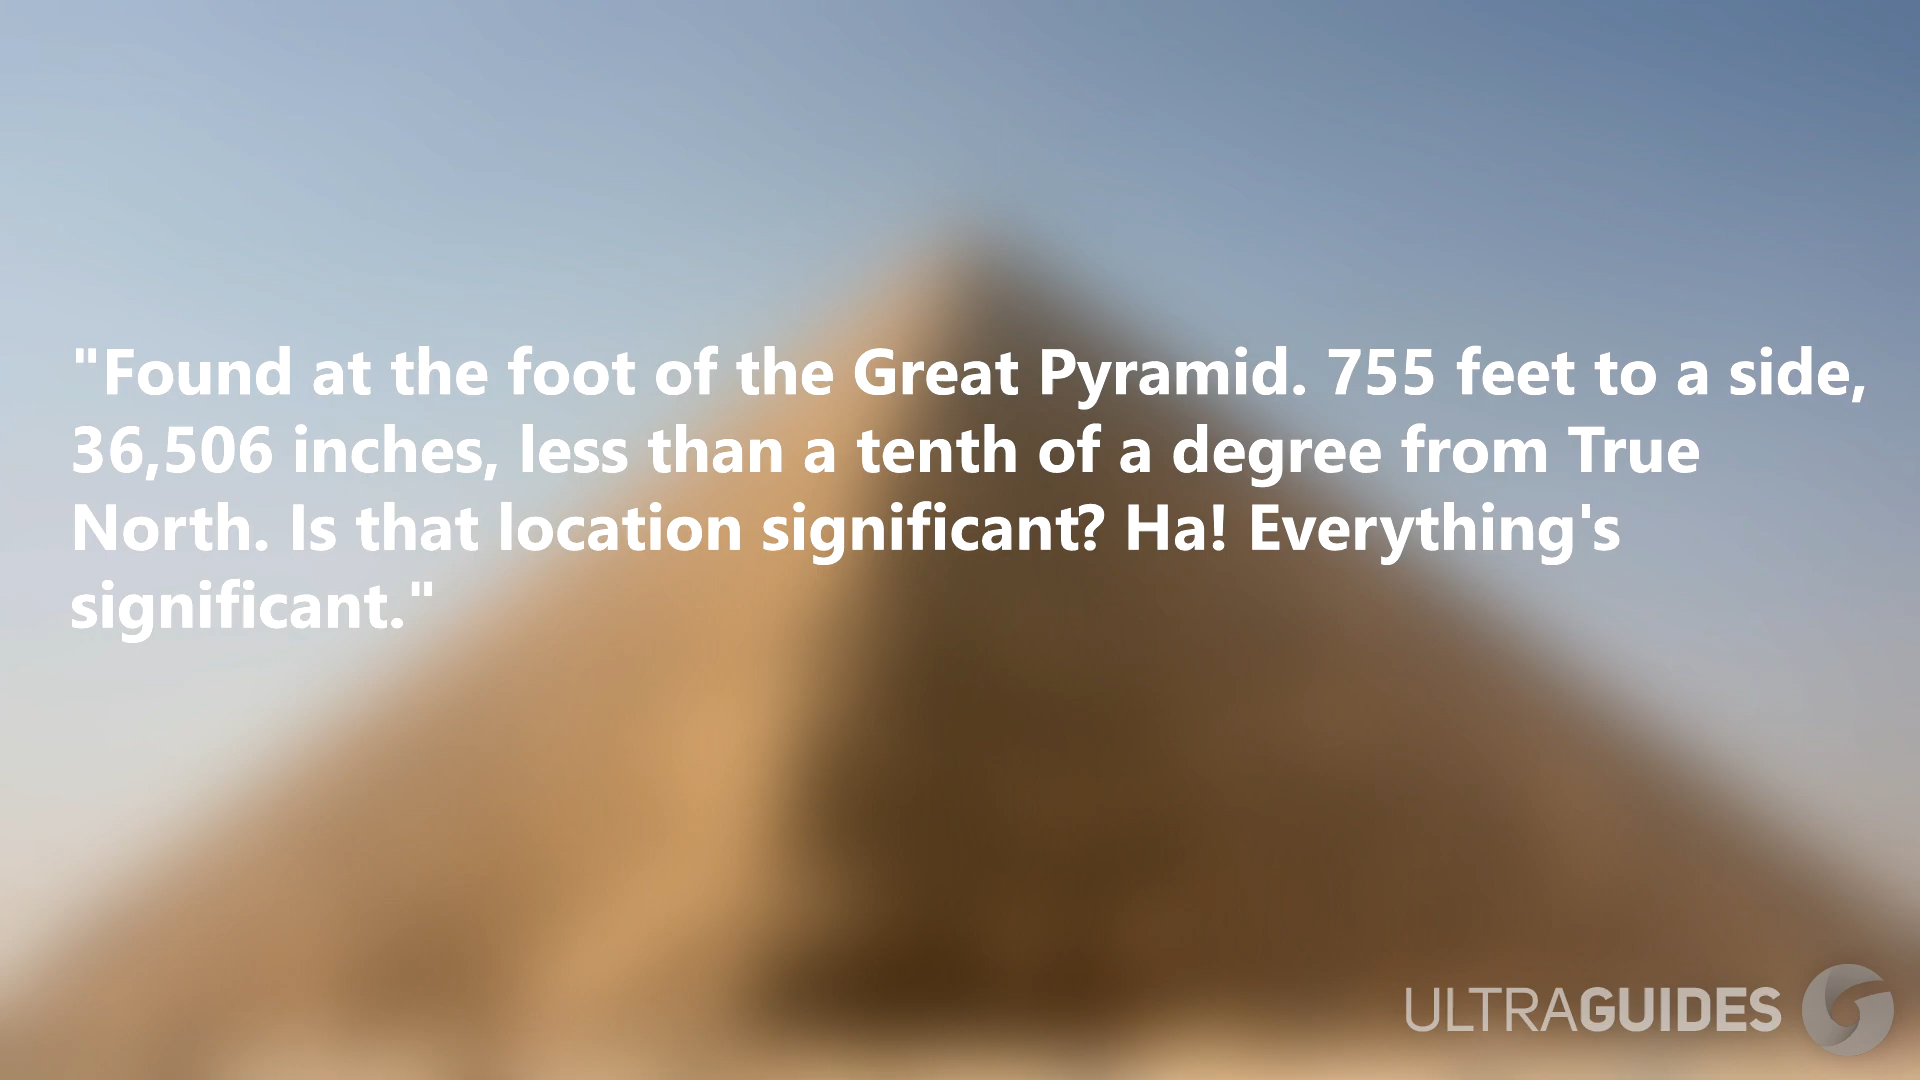 "Found at the foot of the Great Pyramid. 755 feet to a side,
36,506 inches, less than a tenth of a degree from True
North. Is that location significant? Ha! Everything's
significant."
ULTRAGUIDES